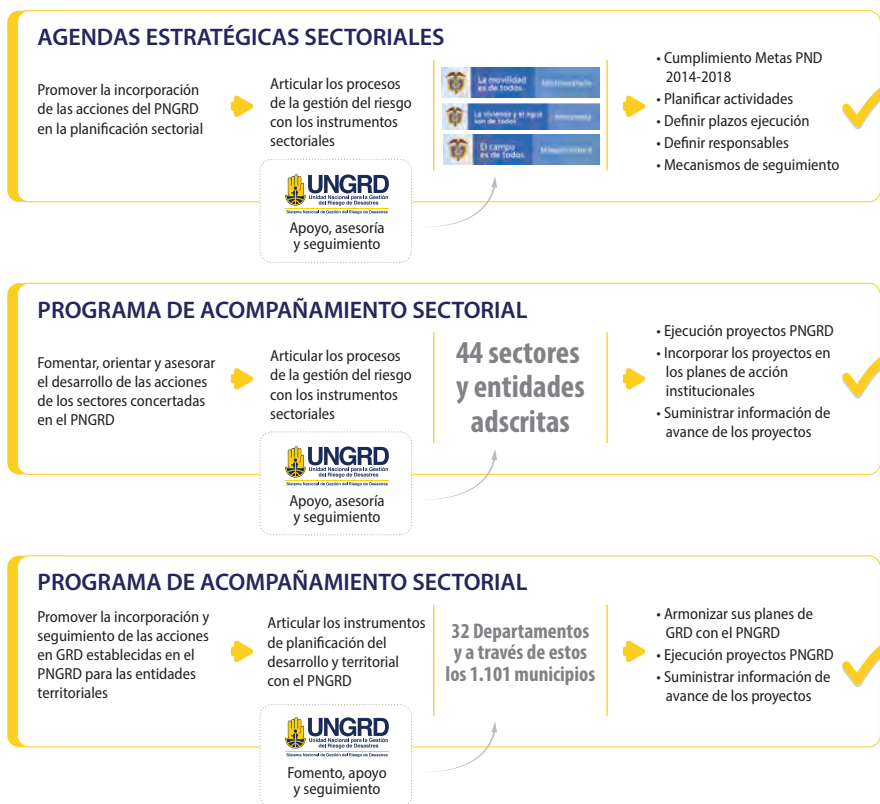 AGENDAS ESTRATÉGICAS SECTORIALES
Promover la incorporación
de las acciones del PNGRD
en la planificación sectorial
Articular los procesos
de la gestión del riesgo
con los instrumentos
sectoriales
UNGRD
Unidad Nacional para la Gestión
del Riesgo de Desastres
Sistema Nacional de Gestión del Riesgo de Desastres
Apoyo, asesoría
y seguimiento
La movilidad
es de todos
La vivienda y el agua
son de todos
El campo
es de todos
• Cumplimiento Metas PND
2014-2018
• Planificar actividades
• Definir plazos ejecución
• Definir responsables
• Mecanismos de seguimiento
PROGRAMA DE ACOMPAÑAMIENTO SECTORIAL
Fomentar, orientar y asesorar
el desarrollo de las acciones
de los sectores concertadas
en el PNGRD
Articular los procesos
de la gestión del riesgo
con los instrumentos
sectoriales
UNGRD
Unidad Nacional para la Gestión
del Riesgo de Desastres
Sistema Nacional de Gestión del Riesgo de Desastres
Apoyo, asesoría
y seguimiento
44 sectores
y entidades
adscritas
• Ejecución proyectos PNGRD
• Incorporar los proyectos en
los planes de acción
institucionales
• Suministrar información de
avance de los proyectos
PROGRAMA DE ACOMPAÑAMIENTO SECTORIAL
Promover la incorporación y
seguimiento de las acciones
en GRD establecidas en el
PNGRD para las entidades
territoriales
Articular los instrumentos
de planificación del
desarrollo y territorial
con el PNGRD
UNGRD
Unidad Nacional para la Gestión
del Riesgo de Desastres
Sistema Nacional de Gestión del Riesgo de Desastres
Fomento, apoyo
y seguimiento
32 Departamentos
y a través de estos
los 1.101 municipios
• Armonizar sus planes de
GRD con el PNGRD
• Ejecución proyectos PNGRD
• Suministrar información de
avance de los proyectos